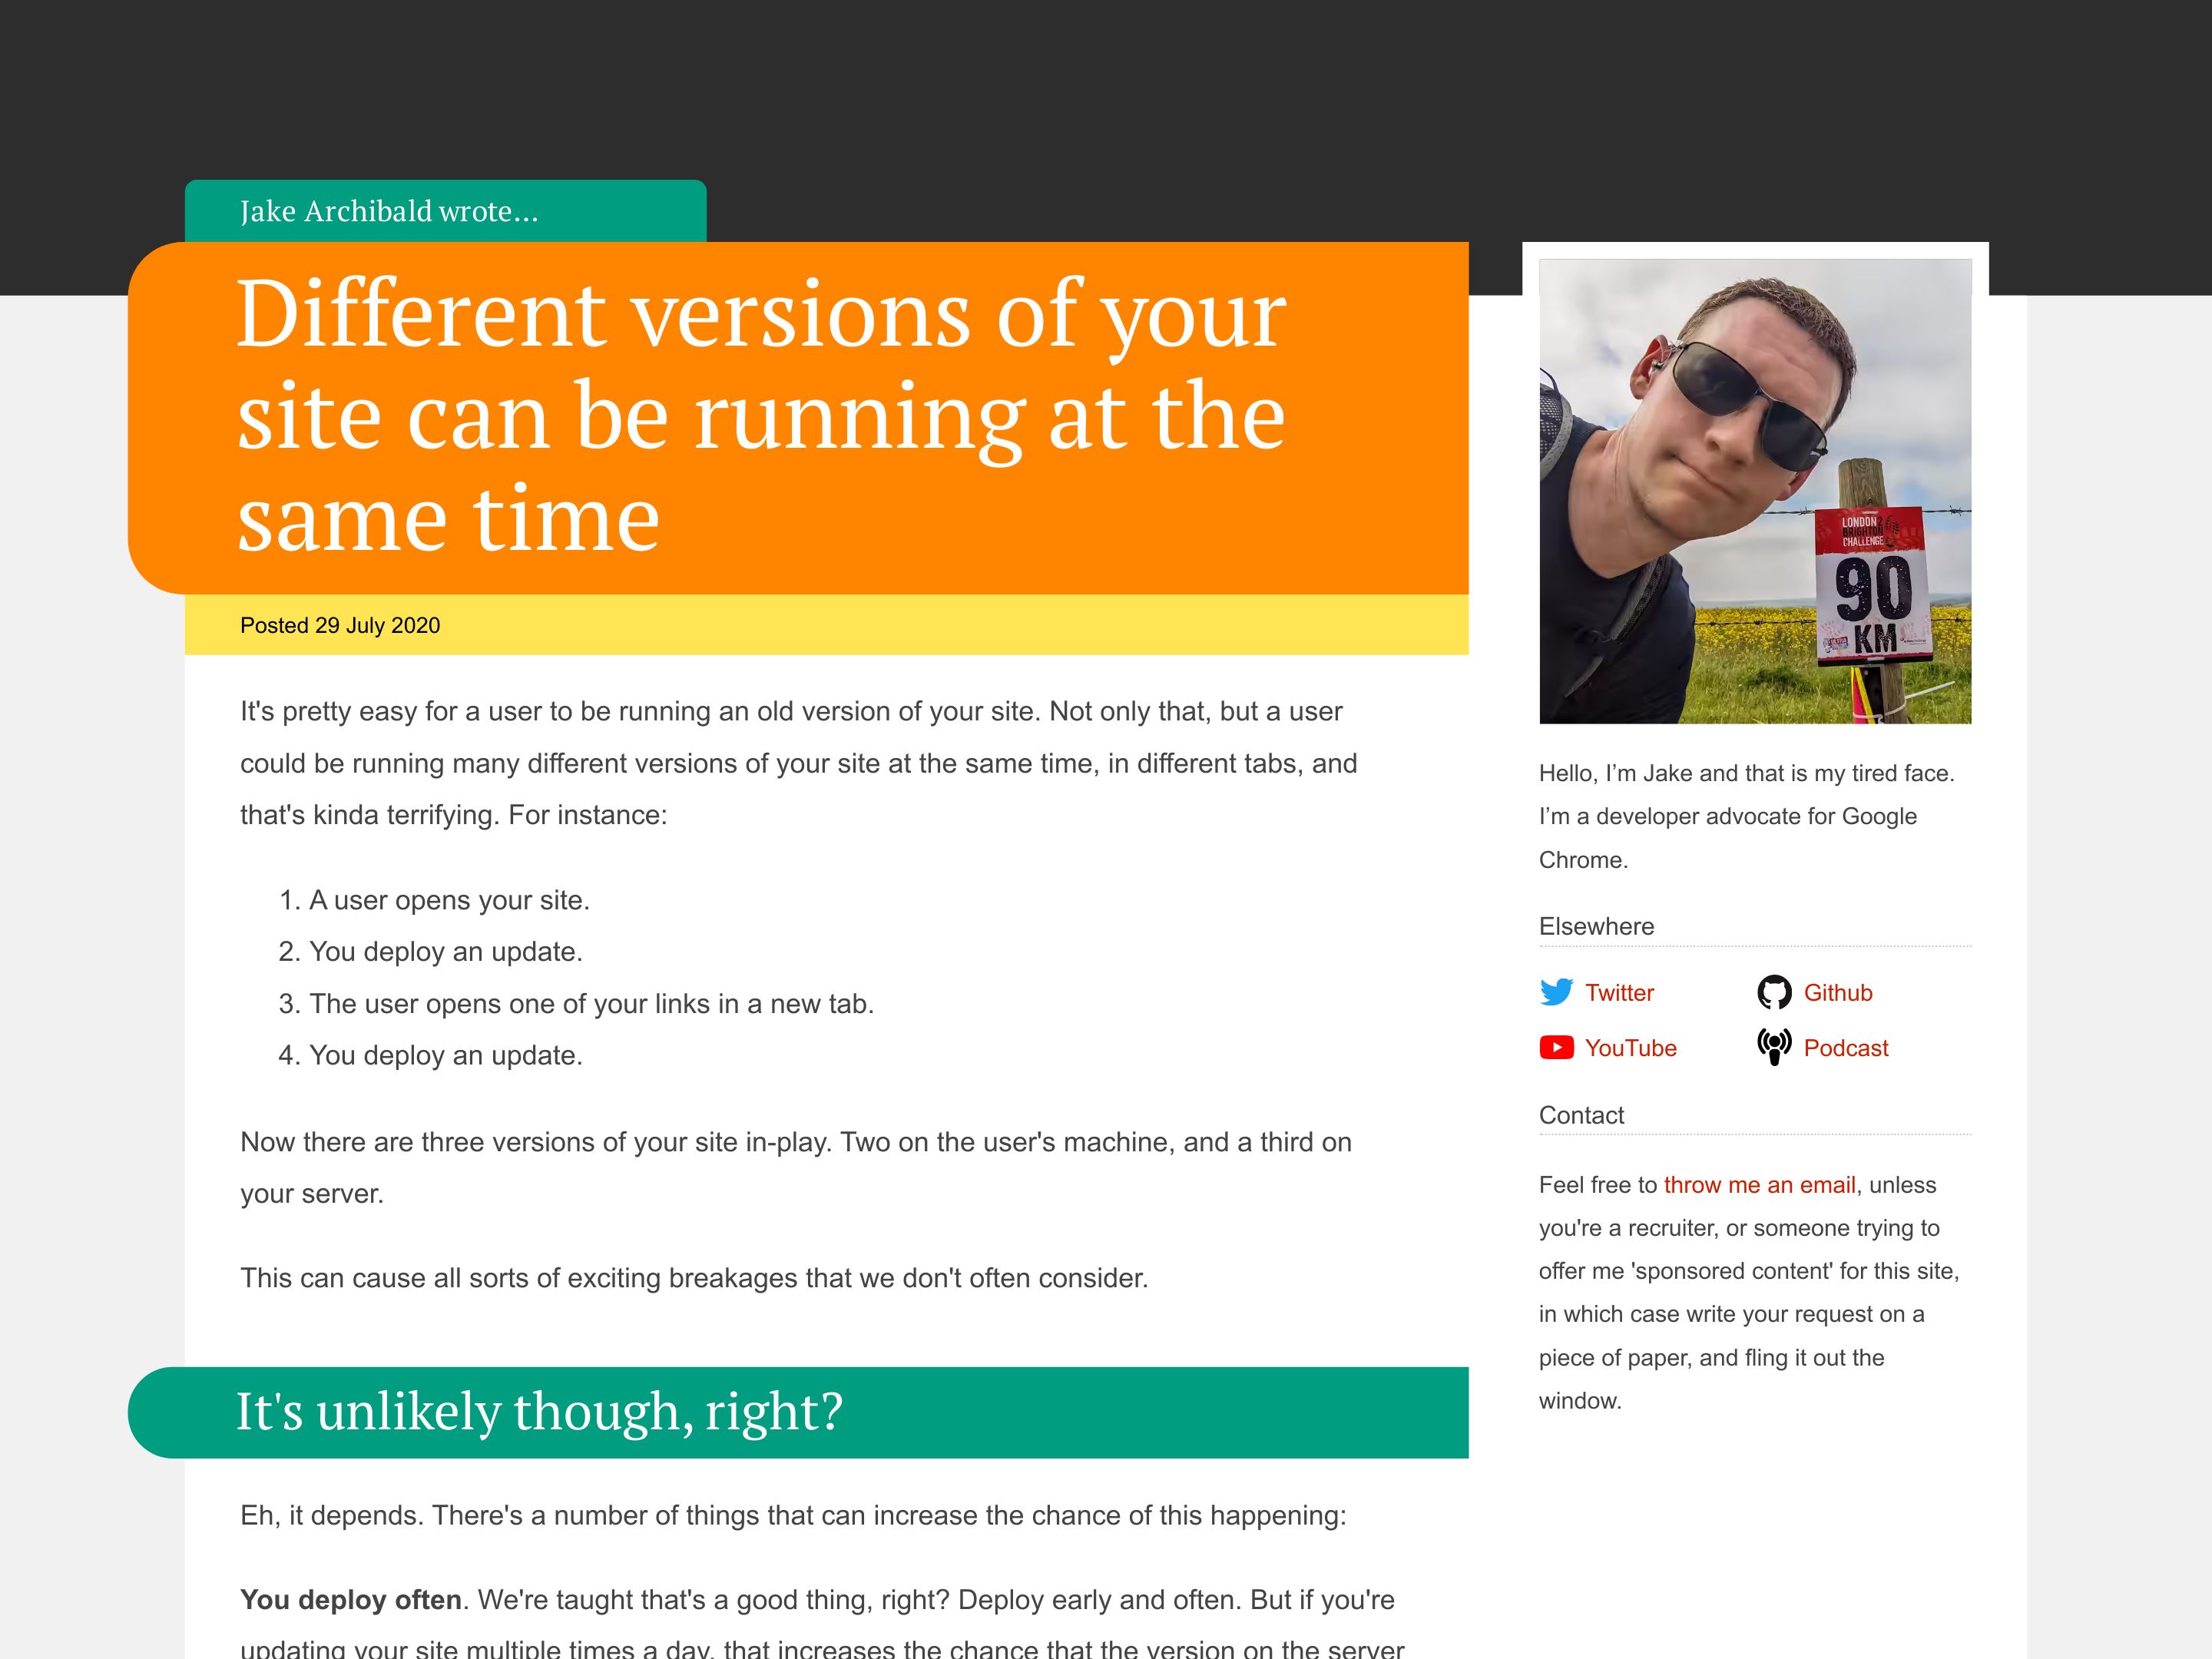 Jake Archibald wrote…
Different versions of your
site can be running at the
same time
Posted 29 July 2020
It's pretty easy for a user to be running an old version of your site. Not only that, but a user
could be running many different versions of your site at the same time, in different tabs, and
that's kinda terrifying. For instance:
1. A user opens your site.
2. You deploy an update.
3. The user opens one of your links in a new tab.
4. You deploy an update.
Now there are three versions of your site in-play. Two on the user's machine, and a third on
your server.
This can cause all sorts of exciting breakages that we don't often consider.
It's unlikely though, right?
Eh, it depends. There's a number of things that can increase the chance of this happening:
You deploy often. We're taught that's a good thing, right? Deploy early and often. But if you're
updating your site multiple times a day, that increases the chance that the version on the server
LONDON2
BRIGHTON
CHALLENGE
90
KM
Hello, I’m Jake and that is my tired face.
I’m a developer advocate for Google
Chrome.
Elsewhere
Twitter
Github
YouTube
Podcast
Contact
Feel free to throw me an email, unless
you're a recruiter, or someone trying to
offer me 'sponsored content' for this site,
in which case write your request on a
piece of paper, and fling it out the
window.